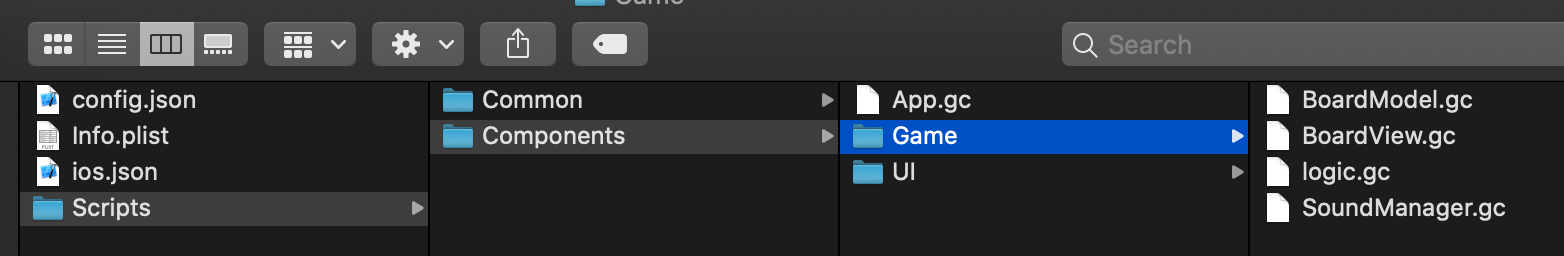 Game
Search
config.json
Info.plist
ios.json
Scripts
Common
Components
App.gc
Game
UI
BoardModel.gc
BoardView.gc
logic.gc
SoundManager.gc